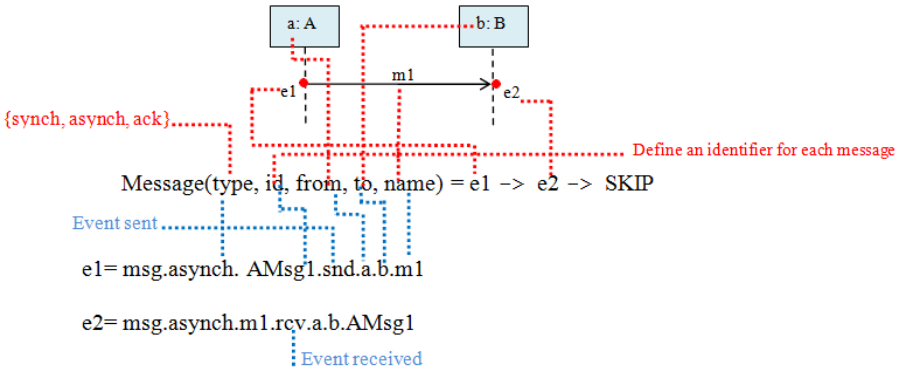 a: A
b: B
m1
e1
e2
{synch, asynch, ack}
Define an identifier for each message
Message(type, id, from, to, name) = e1 -> e2 -> SKIP
Event sent
e1= msg.asynch. AMsg1.snd.a.b.m1
e2= msg.asynch.m1.rcv.a.b.AMsg1
Event received